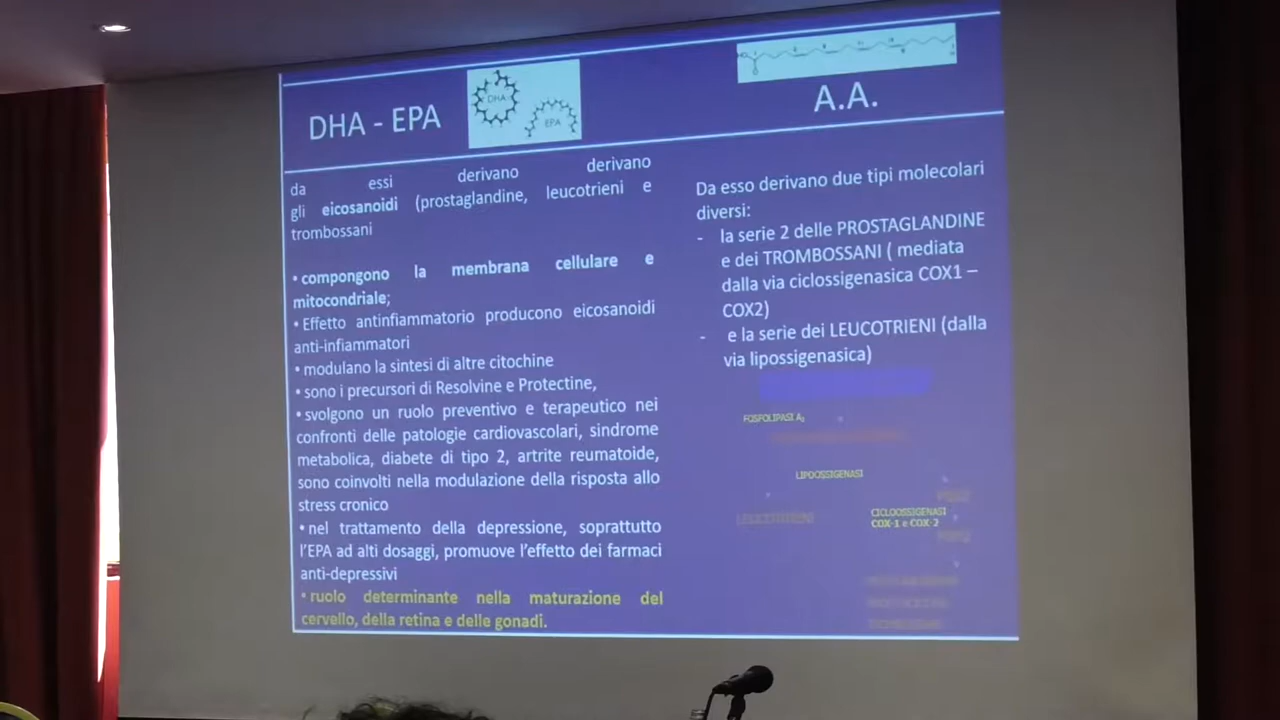 DHA - EPA
DHA
EPA
A.A.
da essi derivano derivano
gli eicosanoidi (prostaglandine, leucotrieni e
trombossani
• compongono la membrana cellulare e
mitocondriale;
• Effetto antinfiammatorio producono eicosanoidi
anti-infiammatori
• modulano la sintesi di altre citochine
• sono i precursori di Resolvine e Protectine,
• svolgono un ruolo preventivo e terapeutico nei
confronti delle patologie cardiovascolari, sindrome
metabolica, diabete di tipo 2, artrite reumatoide,
sono coinvolti nella modulazione della risposta allo
stress cronico
• nel trattamento della depressione, soprattutto
l'EPA ad alti dosaggi, promuove l'effetto dei farmaci
anti-depressivi
• ruolo determinante nella maturazione del
cervello, della retina e delle gonadi.
Da esso derivano due tipi molecolari
diversi:
- la serie 2 delle PROSTAGLANDINE
e dei TROMBOSSANI ( mediata
dalla via ciclossigenasica COX1 –
COX2)
- e la serie dei LEUCOTRIENI (dalla
via lipossigenasica)
FOSFOLIPASI A₂
LIPOOSSIGENASI
CICLOOSSIGENASI
COX-1 e COX-2